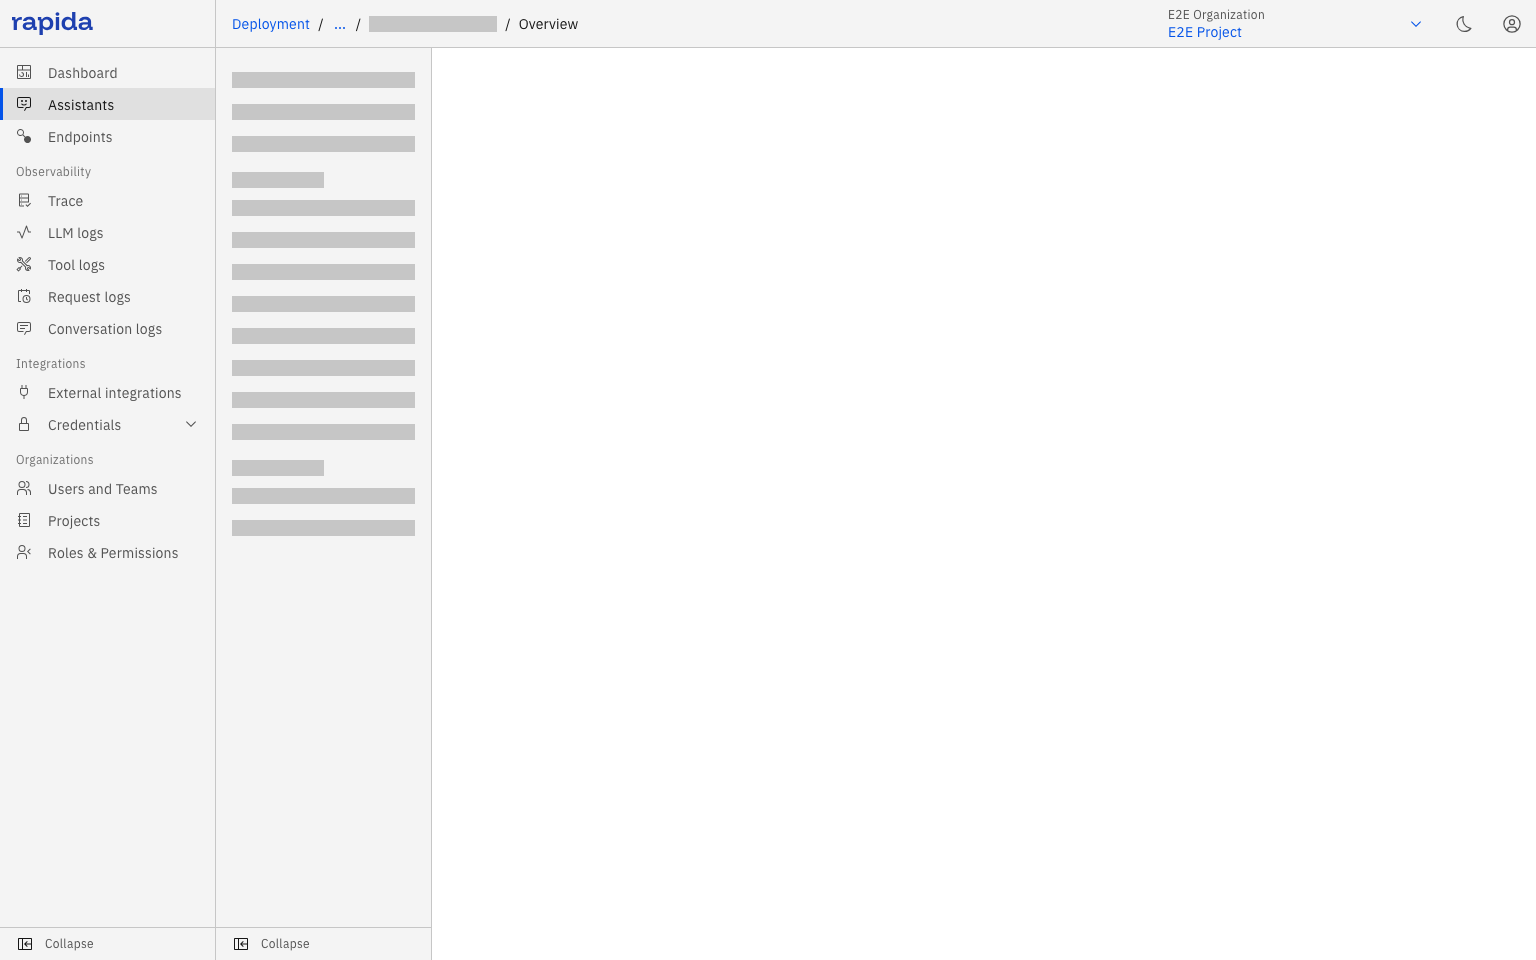 rapida
Deployment / ... / / Overview
E2E Organization
E2E Project
Dashboard
Assistants
Endpoints
Observability
Trace
LLM logs
Tool logs
Request logs
Conversation logs
Integrations
External integrations
Credentials
Organizations
Users and Teams
Projects
Roles & Permissions
Collapse
Collapse